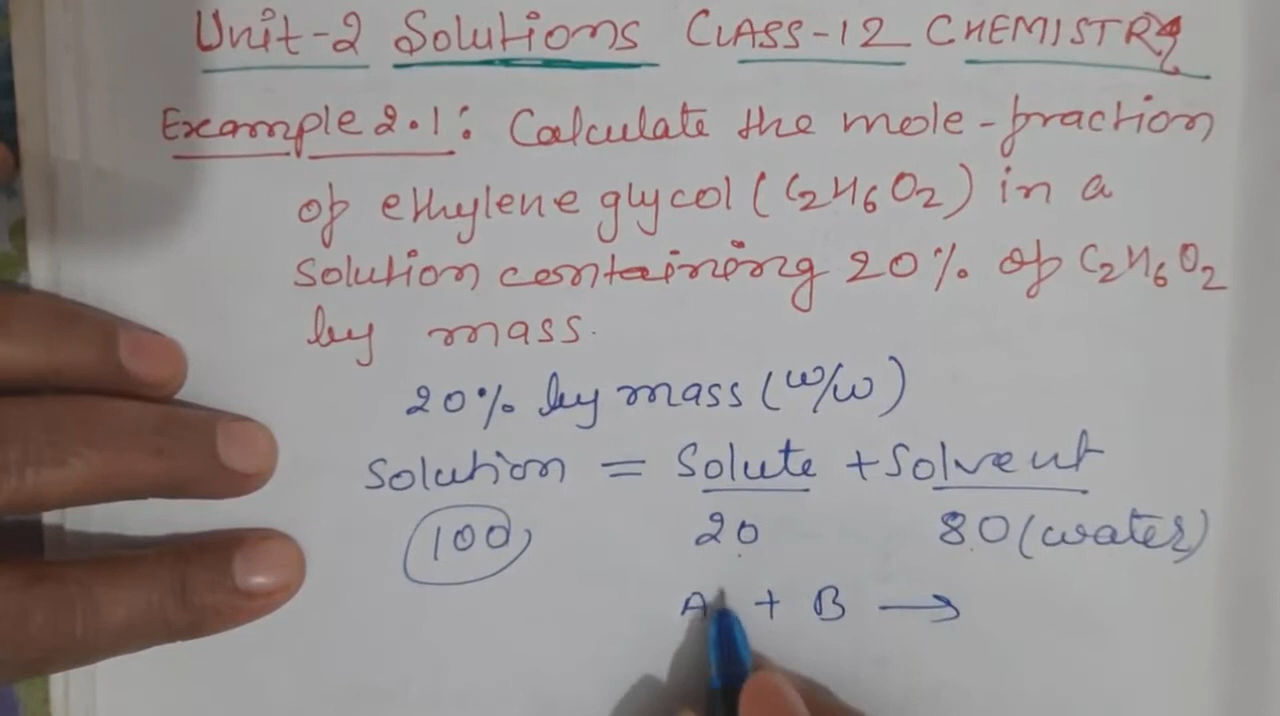 Unit-2 Solutions CLASS-12 CHEMISTRY
Example 2.1: Calculate the mole-fraction
of ethylene glycol (C2H6O2) in a
solution containing 20% of C2H6O2
by mass.
20% by mass (w/w)
Solution = Solute + Solvent
100 20 80 (water)
A + B →